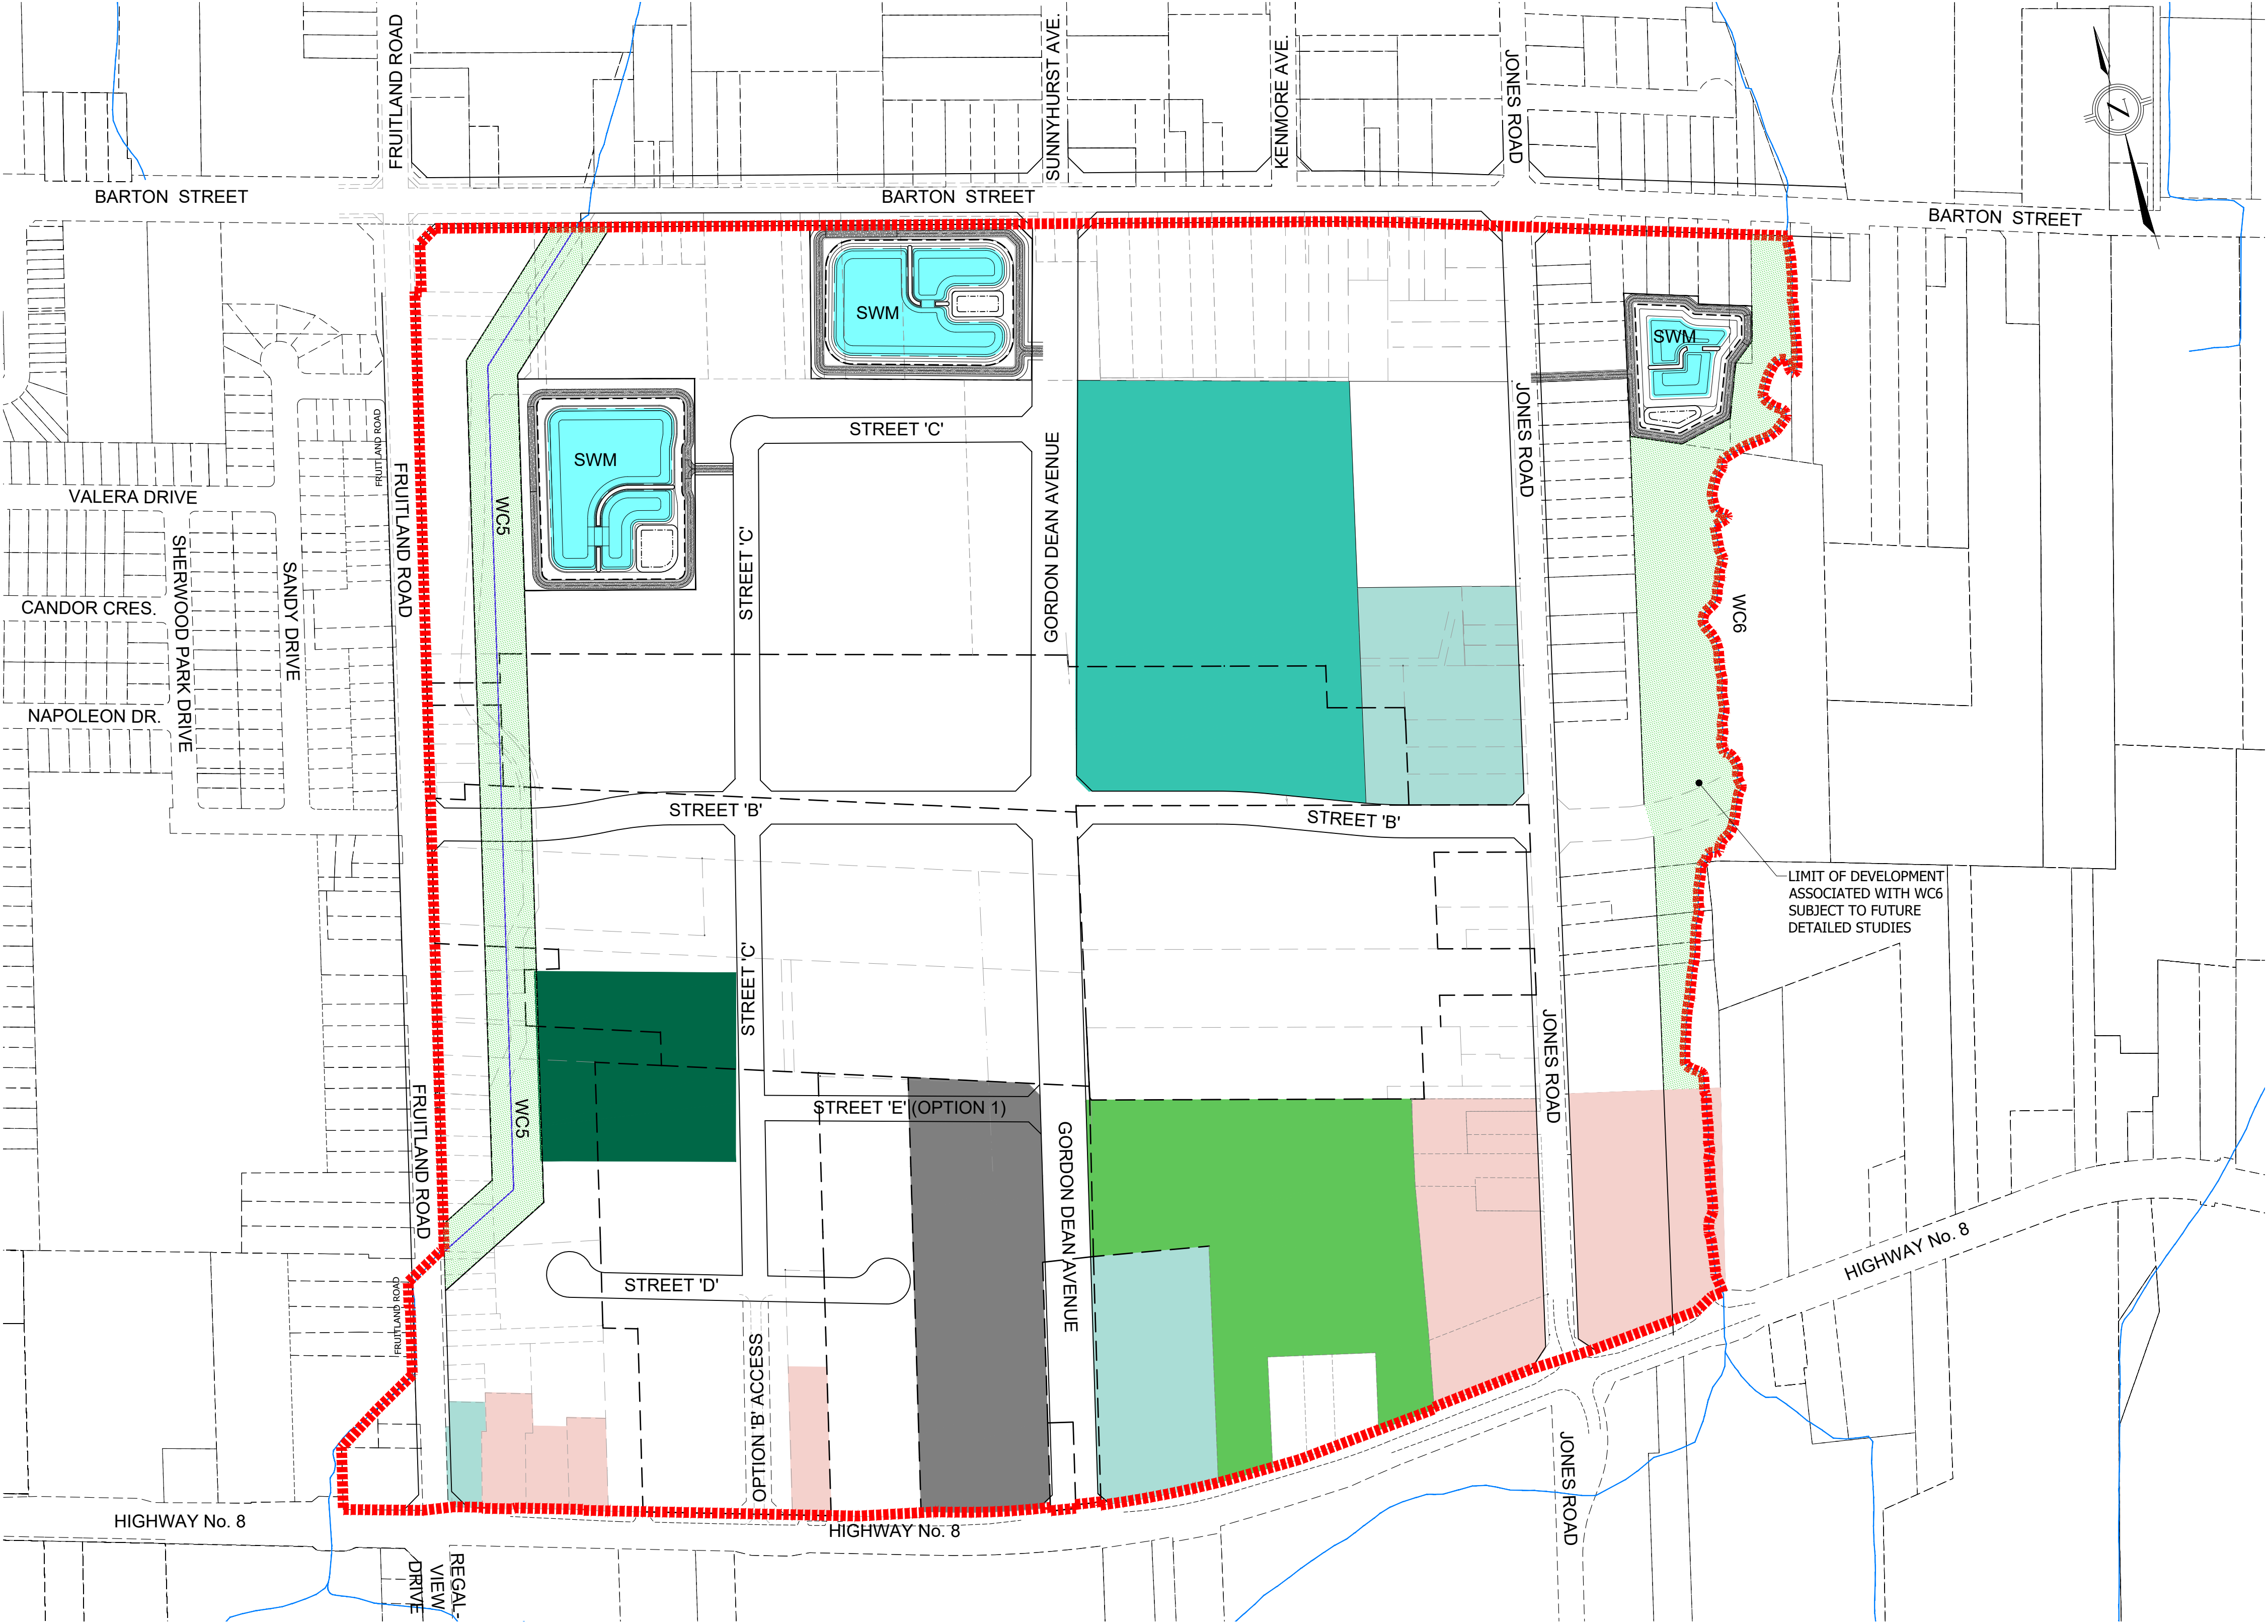 FRUITLAND ROAD
SUNNYHURST AVE.
KENMORE AVE.
JONES ROAD
Z
BARTON STREET
BARTON STREET
BARTON STREET
SWM
SWM
STREET 'C'
JONES ROAD
FRUITLAND ROAD
FRUITLAND ROAD
SWM
VALERA DRIVE
WC5
STREET 'C'
GORDON DEAN AVENUE
SHERWOOD PARK DRIVE
SANDY DRIVE
CANDOR CRES.
WC6
NAPOLEON DR.
STREET 'B'
STREET 'B'
LIMIT OF DEVELOPMENT
ASSOCIATED WITH WC6
SUBJECT TO FUTURE
DETAILED STUDIES
STREET 'C'
JONES ROAD
FRUITLAND ROAD
WC5
STREET 'E' (OPTION 1)
GORDON DEAN AVENUE
HIGHWAY No. 8
STREET 'D'
FRUITLAND ROAD
OPTION 'B' ACCESS
JONES ROAD
HIGHWAY No. 8
HIGHWAY No. 8
REGAL-
VIEW
DRIVE